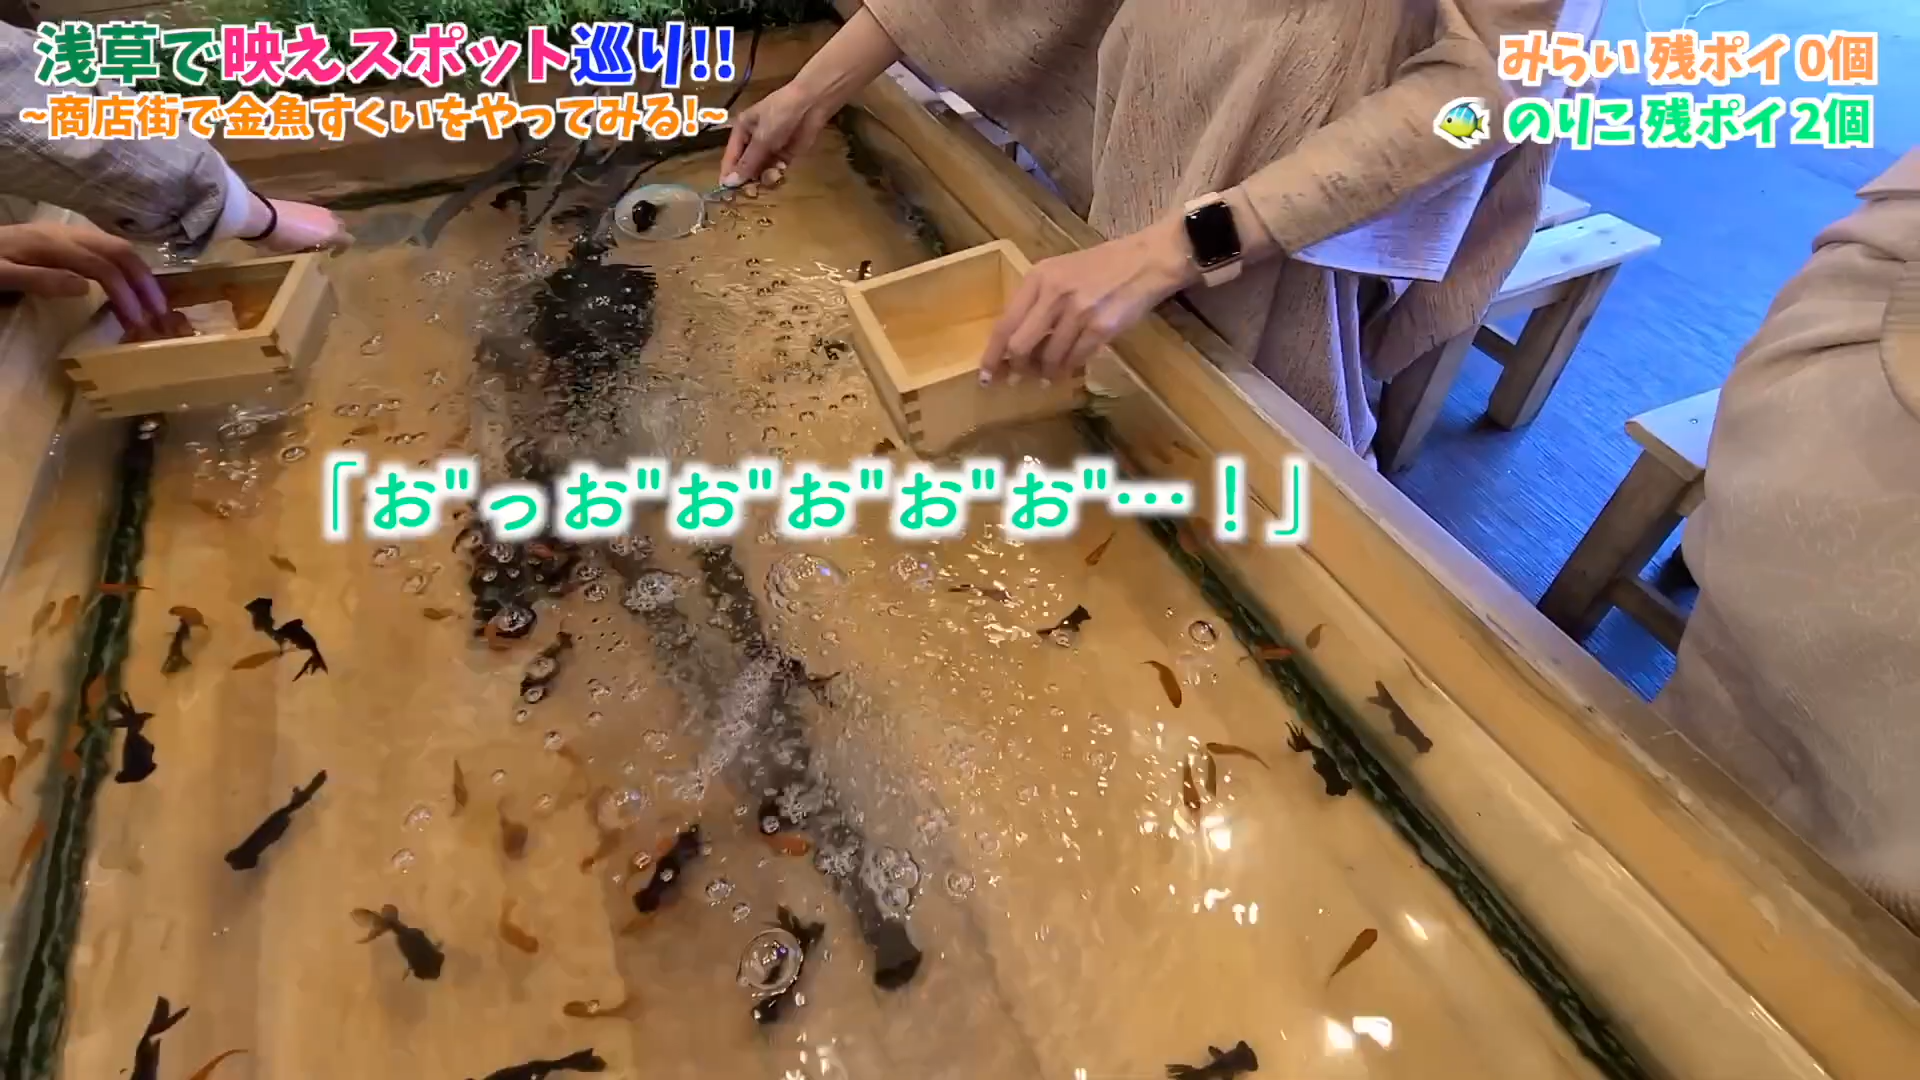 浅草で映えスポット巡り!!
~商店街で金魚すくいをやってみる!~
みらい 残ポイ 0個
のりこ 残ポイ 2個
「お"っお"お"お"お"お"…！」